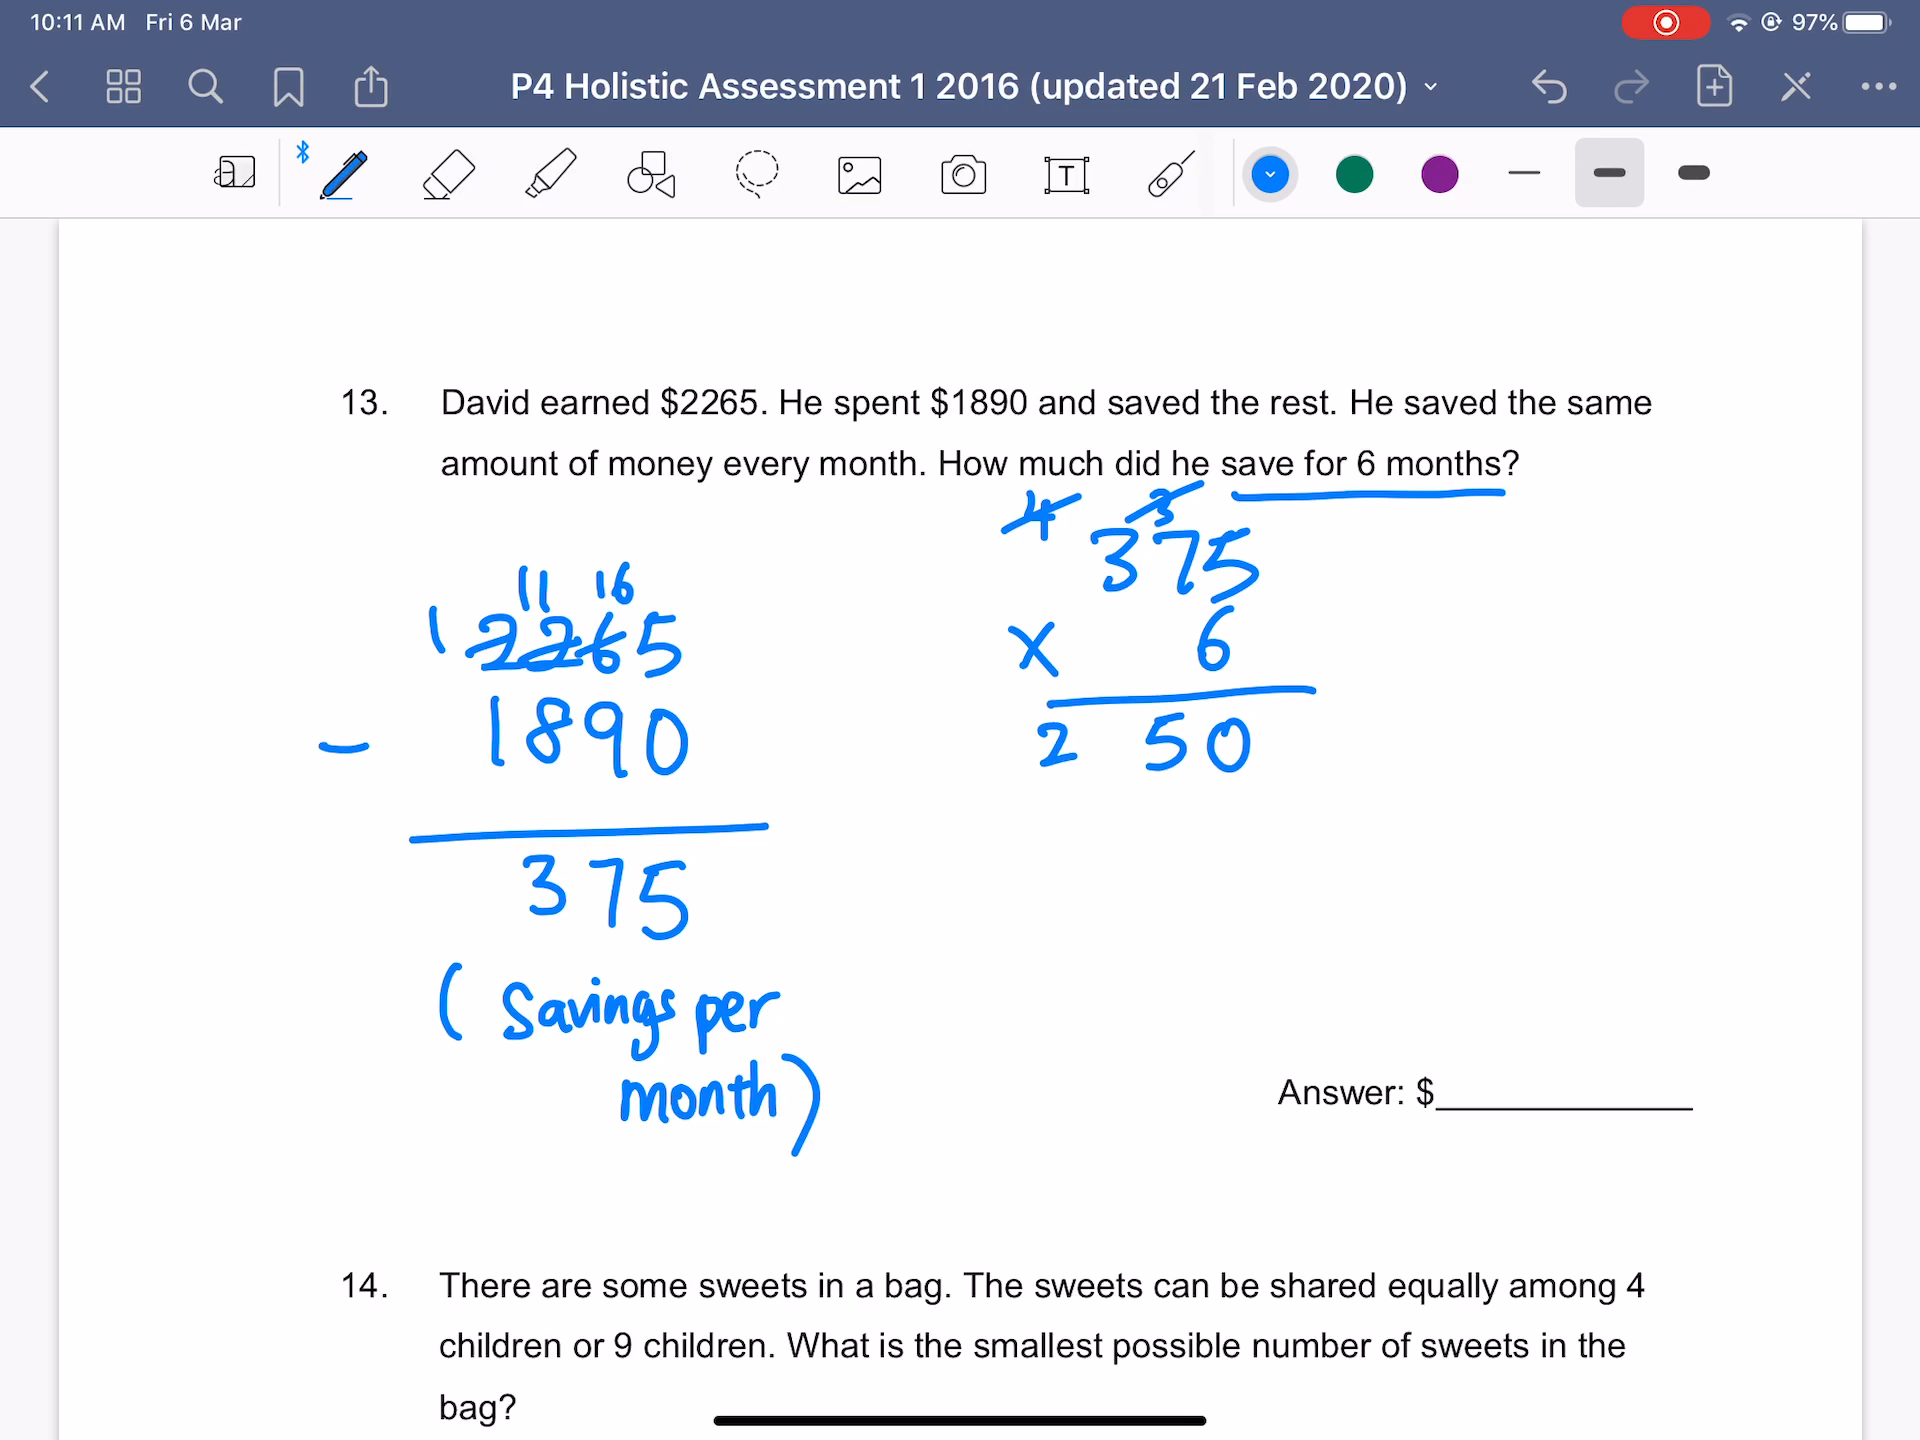 10:11 AM Fri 6 Mar 97%
P4 Holistic Assessment 1 2016 (updated 21 Feb 2020)
13. David earned $2265. He spent $1890 and saved the rest. He saved the same
amount of money every month. How much did he save for 6 months?
11 16
1 2265
- 1890
375
(Savings per
month)
4 3
375
x 6
2 50
Answer: $____________
14. There are some sweets in a bag. The sweets can be shared equally among 4
children or 9 children. What is the smallest possible number of sweets in the
bag?